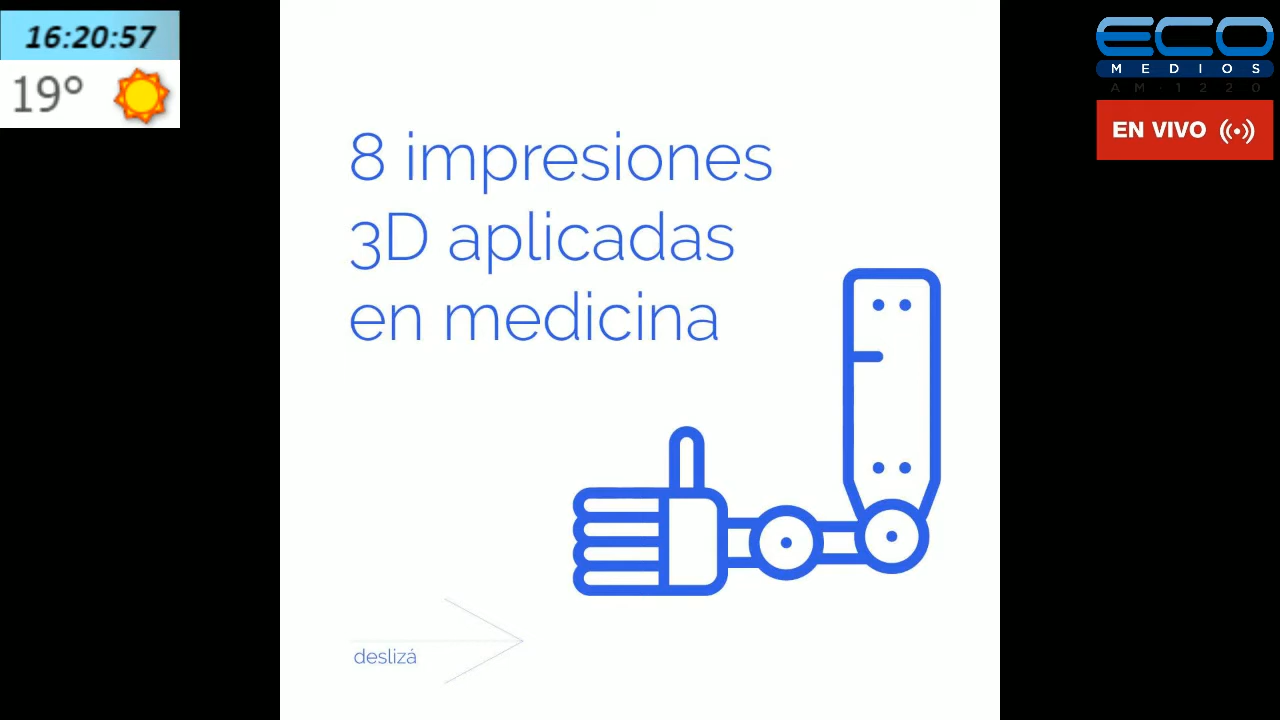 16:20:57
19°
ECO
MEDIOS
AM·1220
EN VIVO
8 impresiones
3D aplicadas
en medicina
deslizá